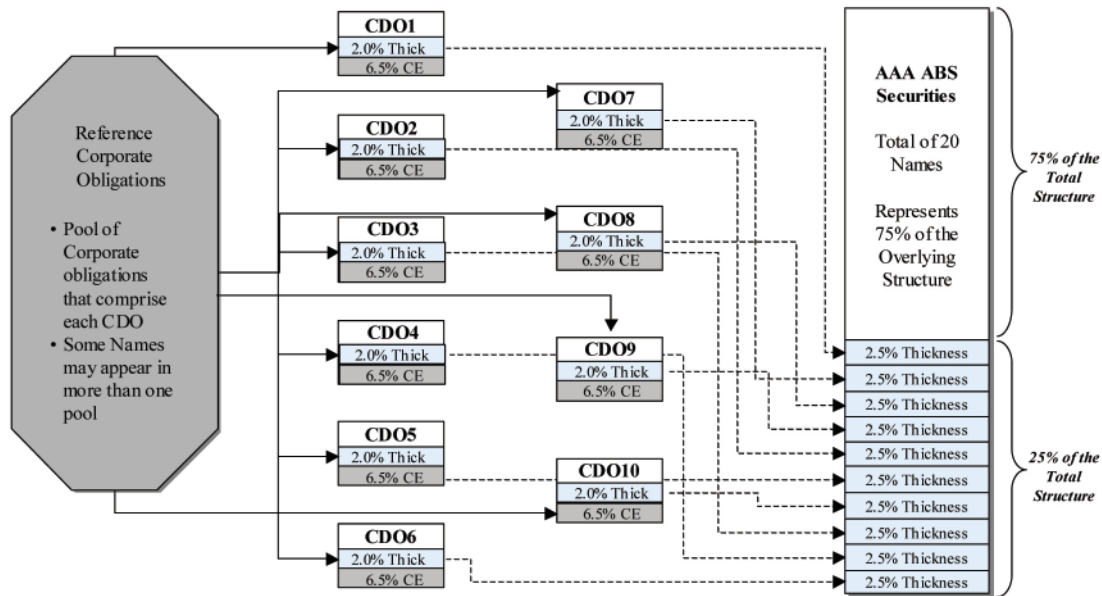 Reference
Corporate
Obligations
• Pool of
Corporate
obligations
that comprise
each CDO
• Some Names
may appear in
more than one
pool
CDO1
2.0% Thick
6.5% CE
CDO2
2.0% Thick
6.5% CE
CDO3
2.0% Thick
6.5% CE
CDO4
2.0% Thick
6.5% CE
CDO5
2.0% Thick
6.5% CE
CDO6
2.0% Thick
6.5% CE
CDO7
2.0% Thick
6.5% CE
CDO8
2.0% Thick
6.5% CE
CDO9
2.0% Thick
6.5% CE
CDO10
2.0% Thick
6.5% CE
AAA ABS
Securities
Total of 20
Names
Represents
75% of the
Overlying
Structure
2.5% Thickness
2.5% Thickness
2.5% Thickness
2.5% Thickness
2.5% Thickness
2.5% Thickness
2.5% Thickness
2.5% Thickness
2.5% Thickness
2.5% Thickness
75% of the
Total
Structure
25% of the
Total
Structure